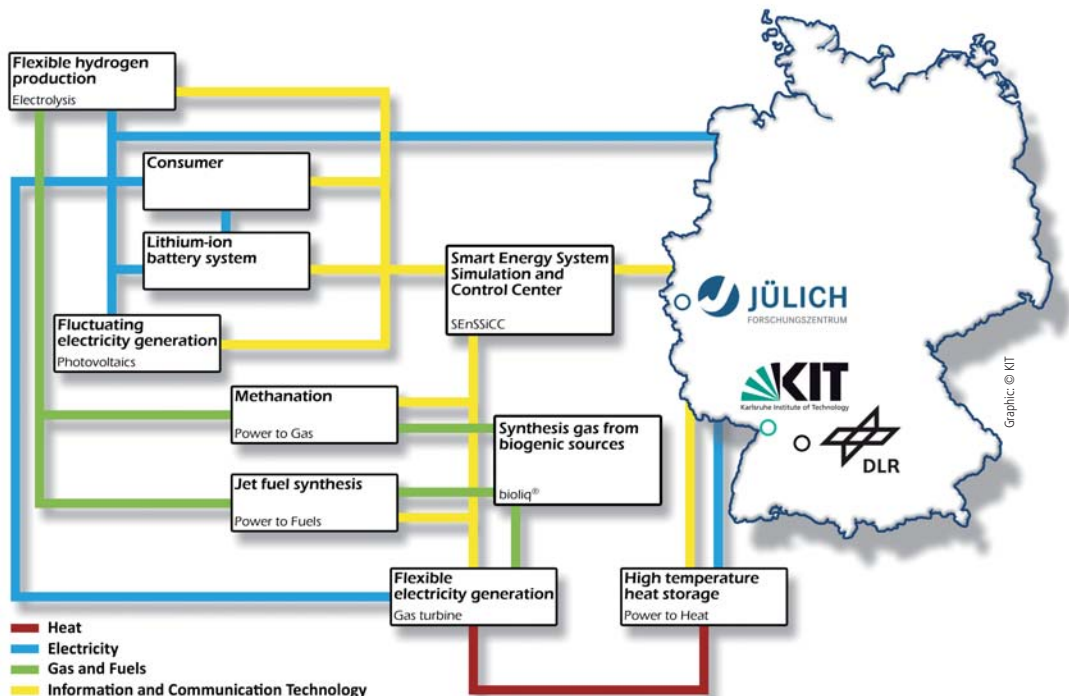 Flexible hydrogen
production
Electrolysis
Consumer
Lithium-ion
battery system
Fluctuating
electricity generation
Photovoltaics
Smart Energy System
Simulation and
Control Center
SEnSSiCC
Methanation
Power to Gas
Synthesis gas from
biogenic sources
bioliq®
Jet fuel synthesis
Power to Fuels
Flexible
electricity generation
Gas turbine
High temperature
heat storage
Power to Heat
JÜLICH
FORSCHUNGSZENTRUM
KIT
Karlsruhe Institute of Technology
DLR
Graphic: © KIT
Heat
Electricity
Gas and Fuels
Information and Communication Technology